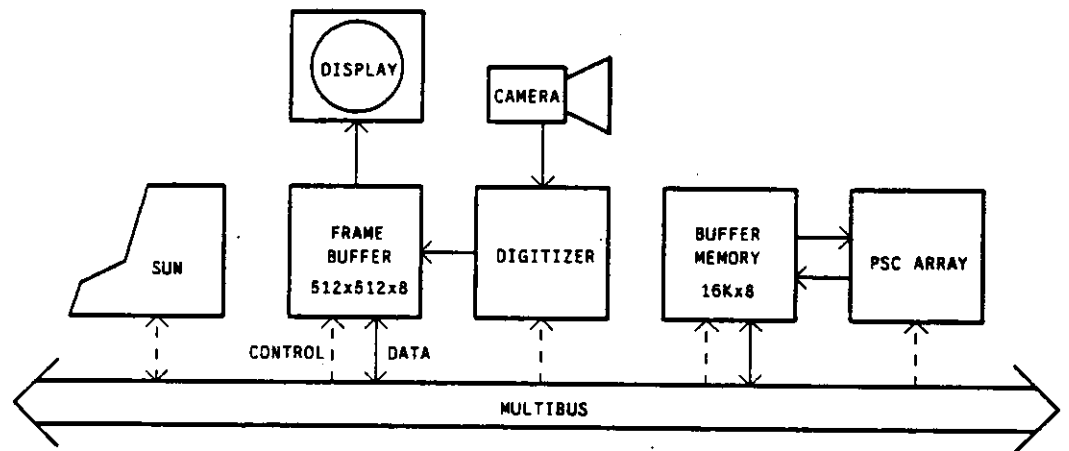 DISPLAY
CAMERA
SUN
FRAME
BUFFER
512x512x8
DIGITIZER
BUFFER
MEMORY
16Kx8
PSC ARRAY
CONTROL
DATA
MULTIBUS